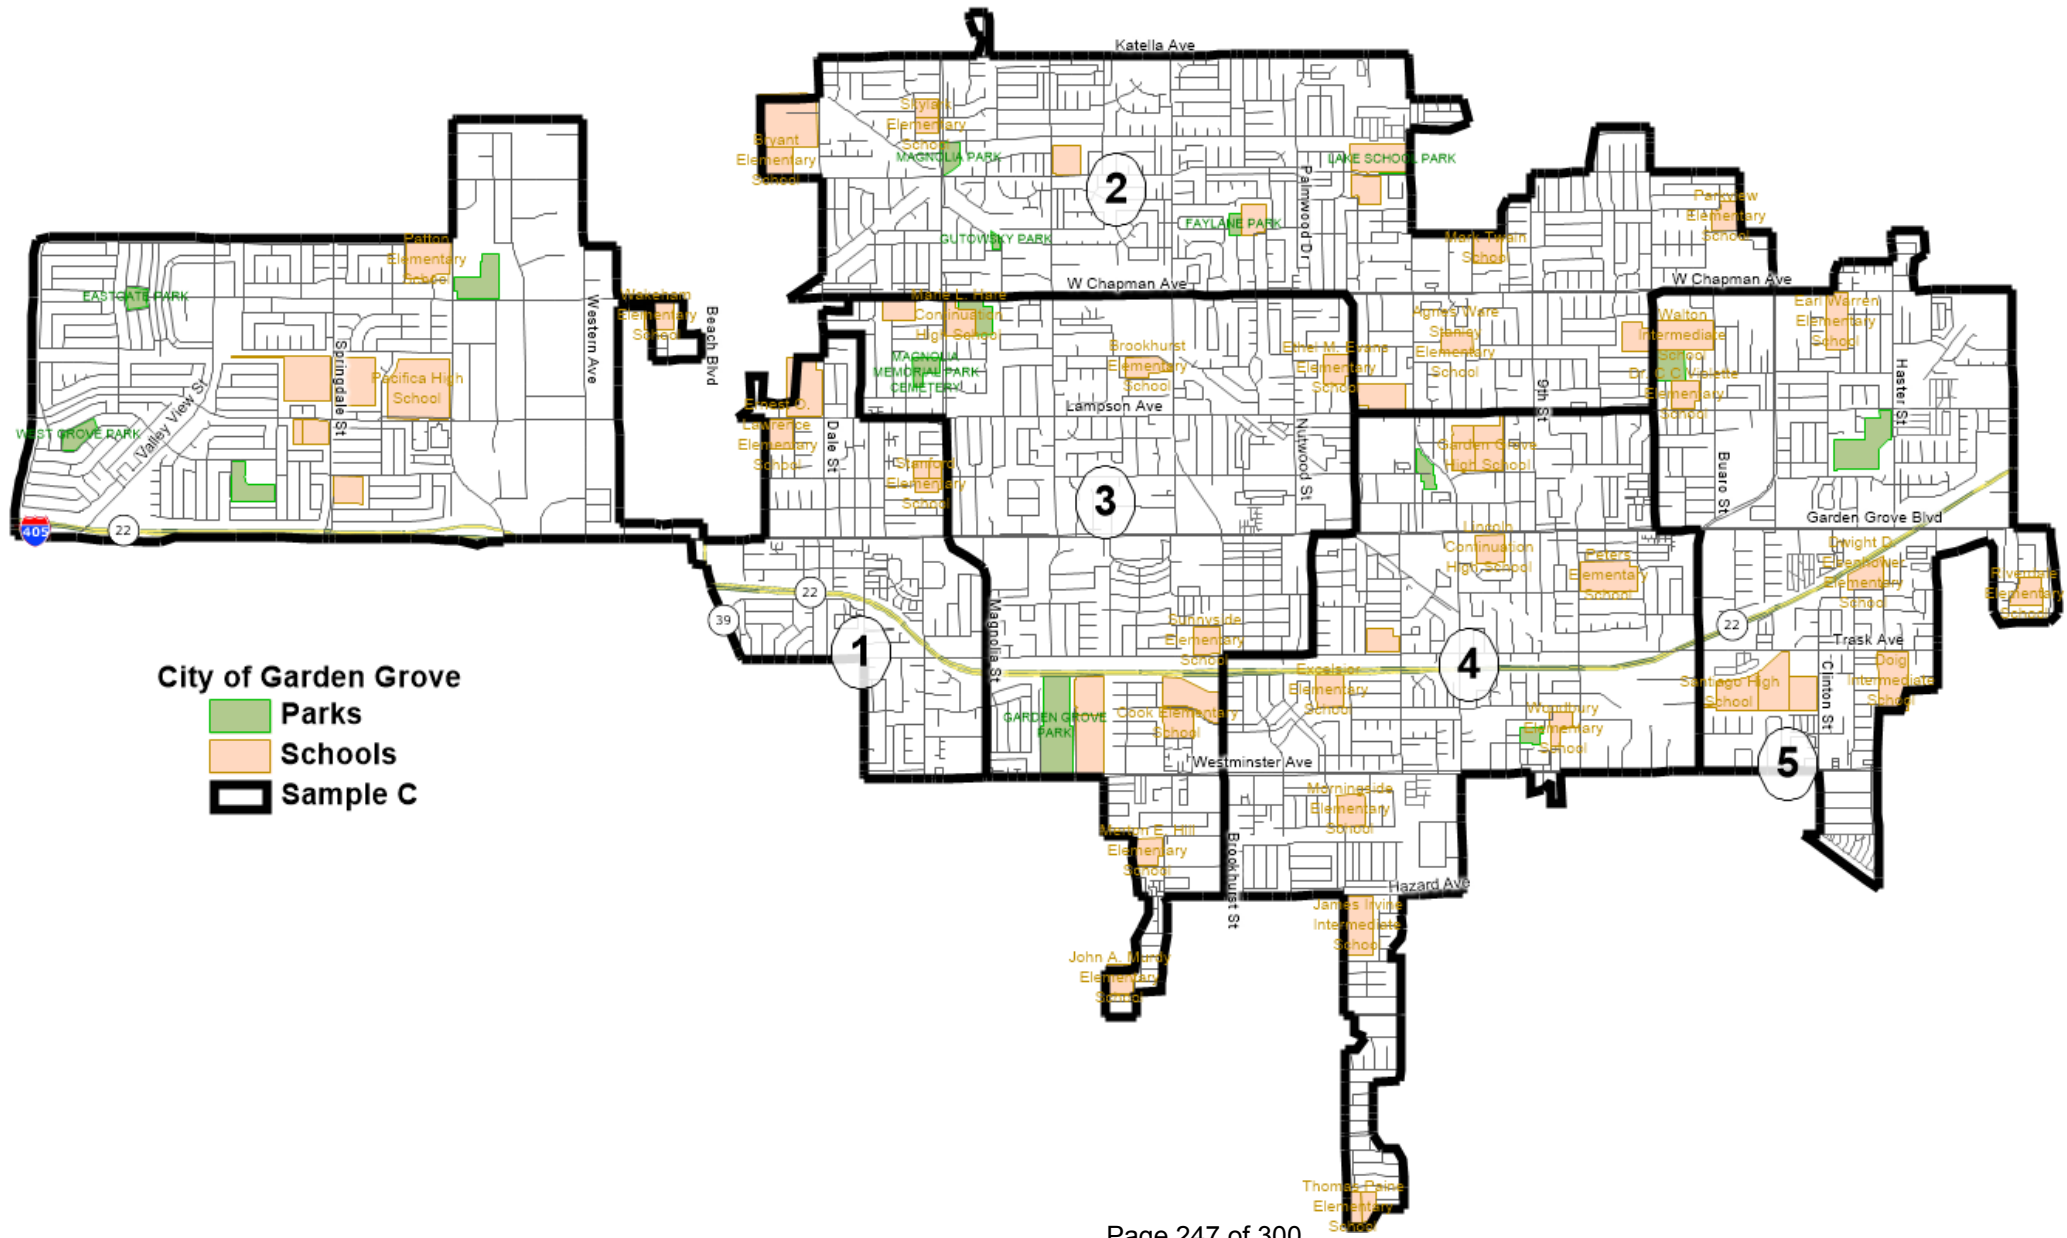 Katella Ave
Skylark
Elementary
School
Bryant
Elementary
School
MAGNOLIA PARK
LAKE SCHOOL PARK
2
Palmwood Dr
FAYLANE PARK
GUTOWSKY PARK
Parkview
Elementary
School
Mark Twain
School
Patton
Elementary
School
W Chapman Ave
W Chapman Ave
EASTGATE PARK
Western Ave
Wakeham
Elementary
School
Beach Blvd
Marie L. Hare
Continuation
High School
Agnes Ware
Stanley
Elementary
School
Walton
Intermediate
School
Earl Warren
Elementary
School
Springdale St
Pacifica High
School
MAGNOLIA
MEMORIAL PARK
CEMETERY
Brookhurst
Elementary
School
Ethel M. Evans
Elementary
School
Dr. C C Violette
Elementary
School
9th St
Haster St
Valley View St
WEST GROVE PARK
Ernest O.
Lawrence
Elementary
School
Dale St
Lampson Ave
Nutwood St
Garden Grove
High School
Buaro St
Stanford
Elementary
School
3
405
22
Garden Grove Blvd
Lincoln
Continuation
High School
Peters
Elementary
School
Dwight D.
Eisenhower
Elementary
School
Riverdale
Elementary
School
22
39
1
Magnolia St
Sunnyside
Elementary
School
22
Trask Ave
4
Excelsior
Elementary
School
Santiago High
School
Clinton St
Doig
Intermediate
School
City of Garden Grove
Parks
Schools
Sample C
GARDEN GROVE
PARK
Cook Elementary
School
Woodbury
Elementary
School
Westminster Ave
5
Morningside
Elementary
School
Merton E. Hill
Elementary
School
Brookhurst St
Hazard Ave
James Irvine
Intermediate
School
John A. Murdy
Elementary
School
Thomas Paine
Elementary
School
Page 247 of 300